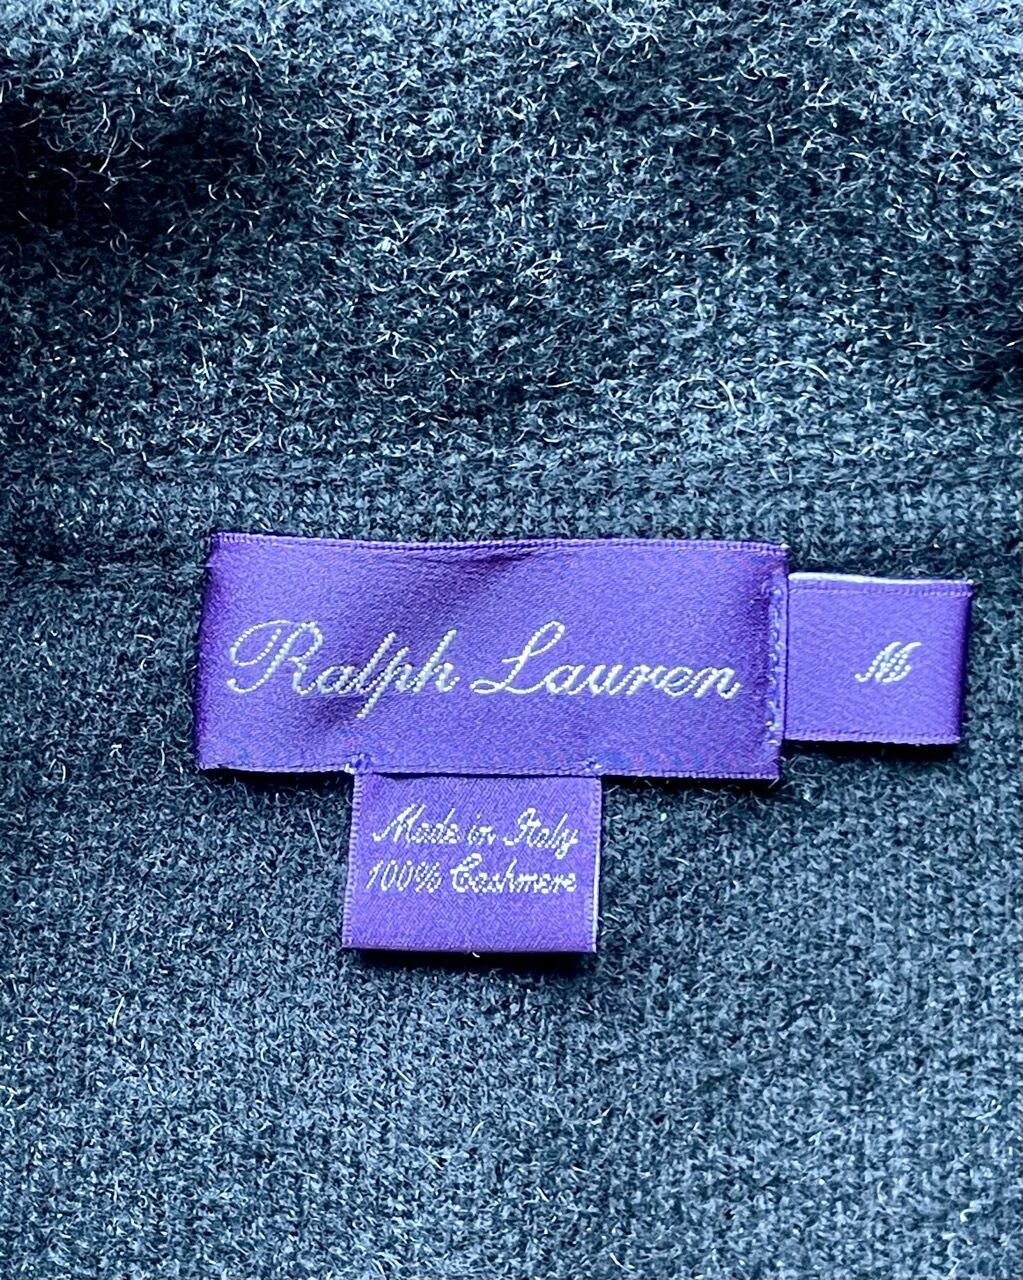 Ralph Lauren
M
Made in Italy
100% Cashmere